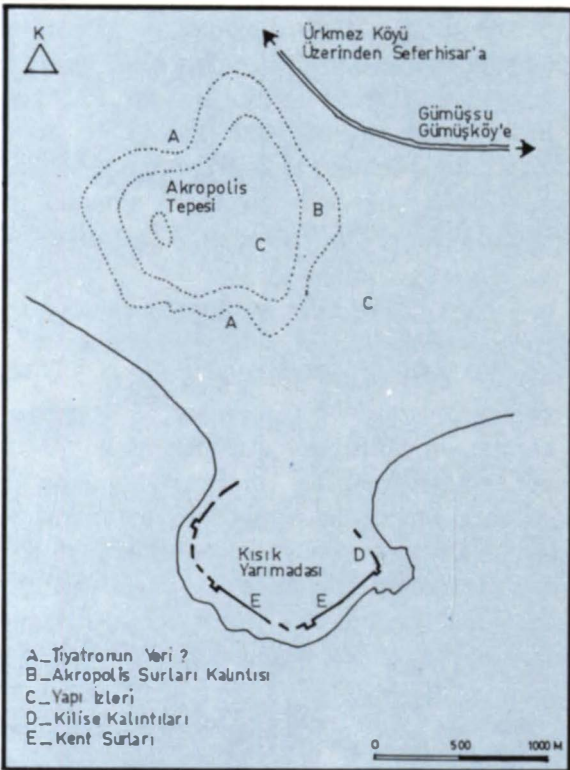 K
Ürkmez Köyü
Üzerinden Seferhisar'a
Gümüşsu
Gümüşköy'e
A
Akropolis
Tepesi
B
C
C
A
Kısık
Yarımadası
D
E
E
A_Tiyatronun Yeri ?
B_Akropolis Surları Kalıntısı
C_Yapı İzleri
D_Kilise Kalıntıları
E_Kent Surları
0 500 1000 M